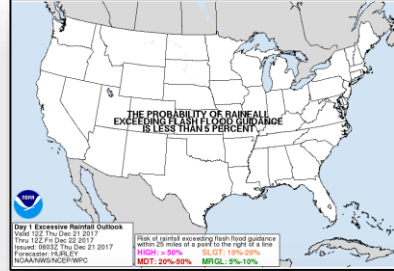 THE PROBABILITY OF RAINFALL
EXCEEDING FLASH FLOOD GUIDANCE
IS LESS THAN 5 PERCENT
noaa
Day 1 Excessive Rainfall Outlook
Valid 12Z Thu Dec 21 2017
Thru 12Z Fri Dec 22 2017
Issued: 0603Z Thu Dec 21 2017
Forecaster: HURLEY
NOAA/NWS/NCEP/WPC
Risk of rainfall exceeding flash flood guidance
within 25 miles of a point to the right of a line
HIGH: > 50% SLGT: 10%-20%
MDT: 20%-50% MRGL: 5%-10%